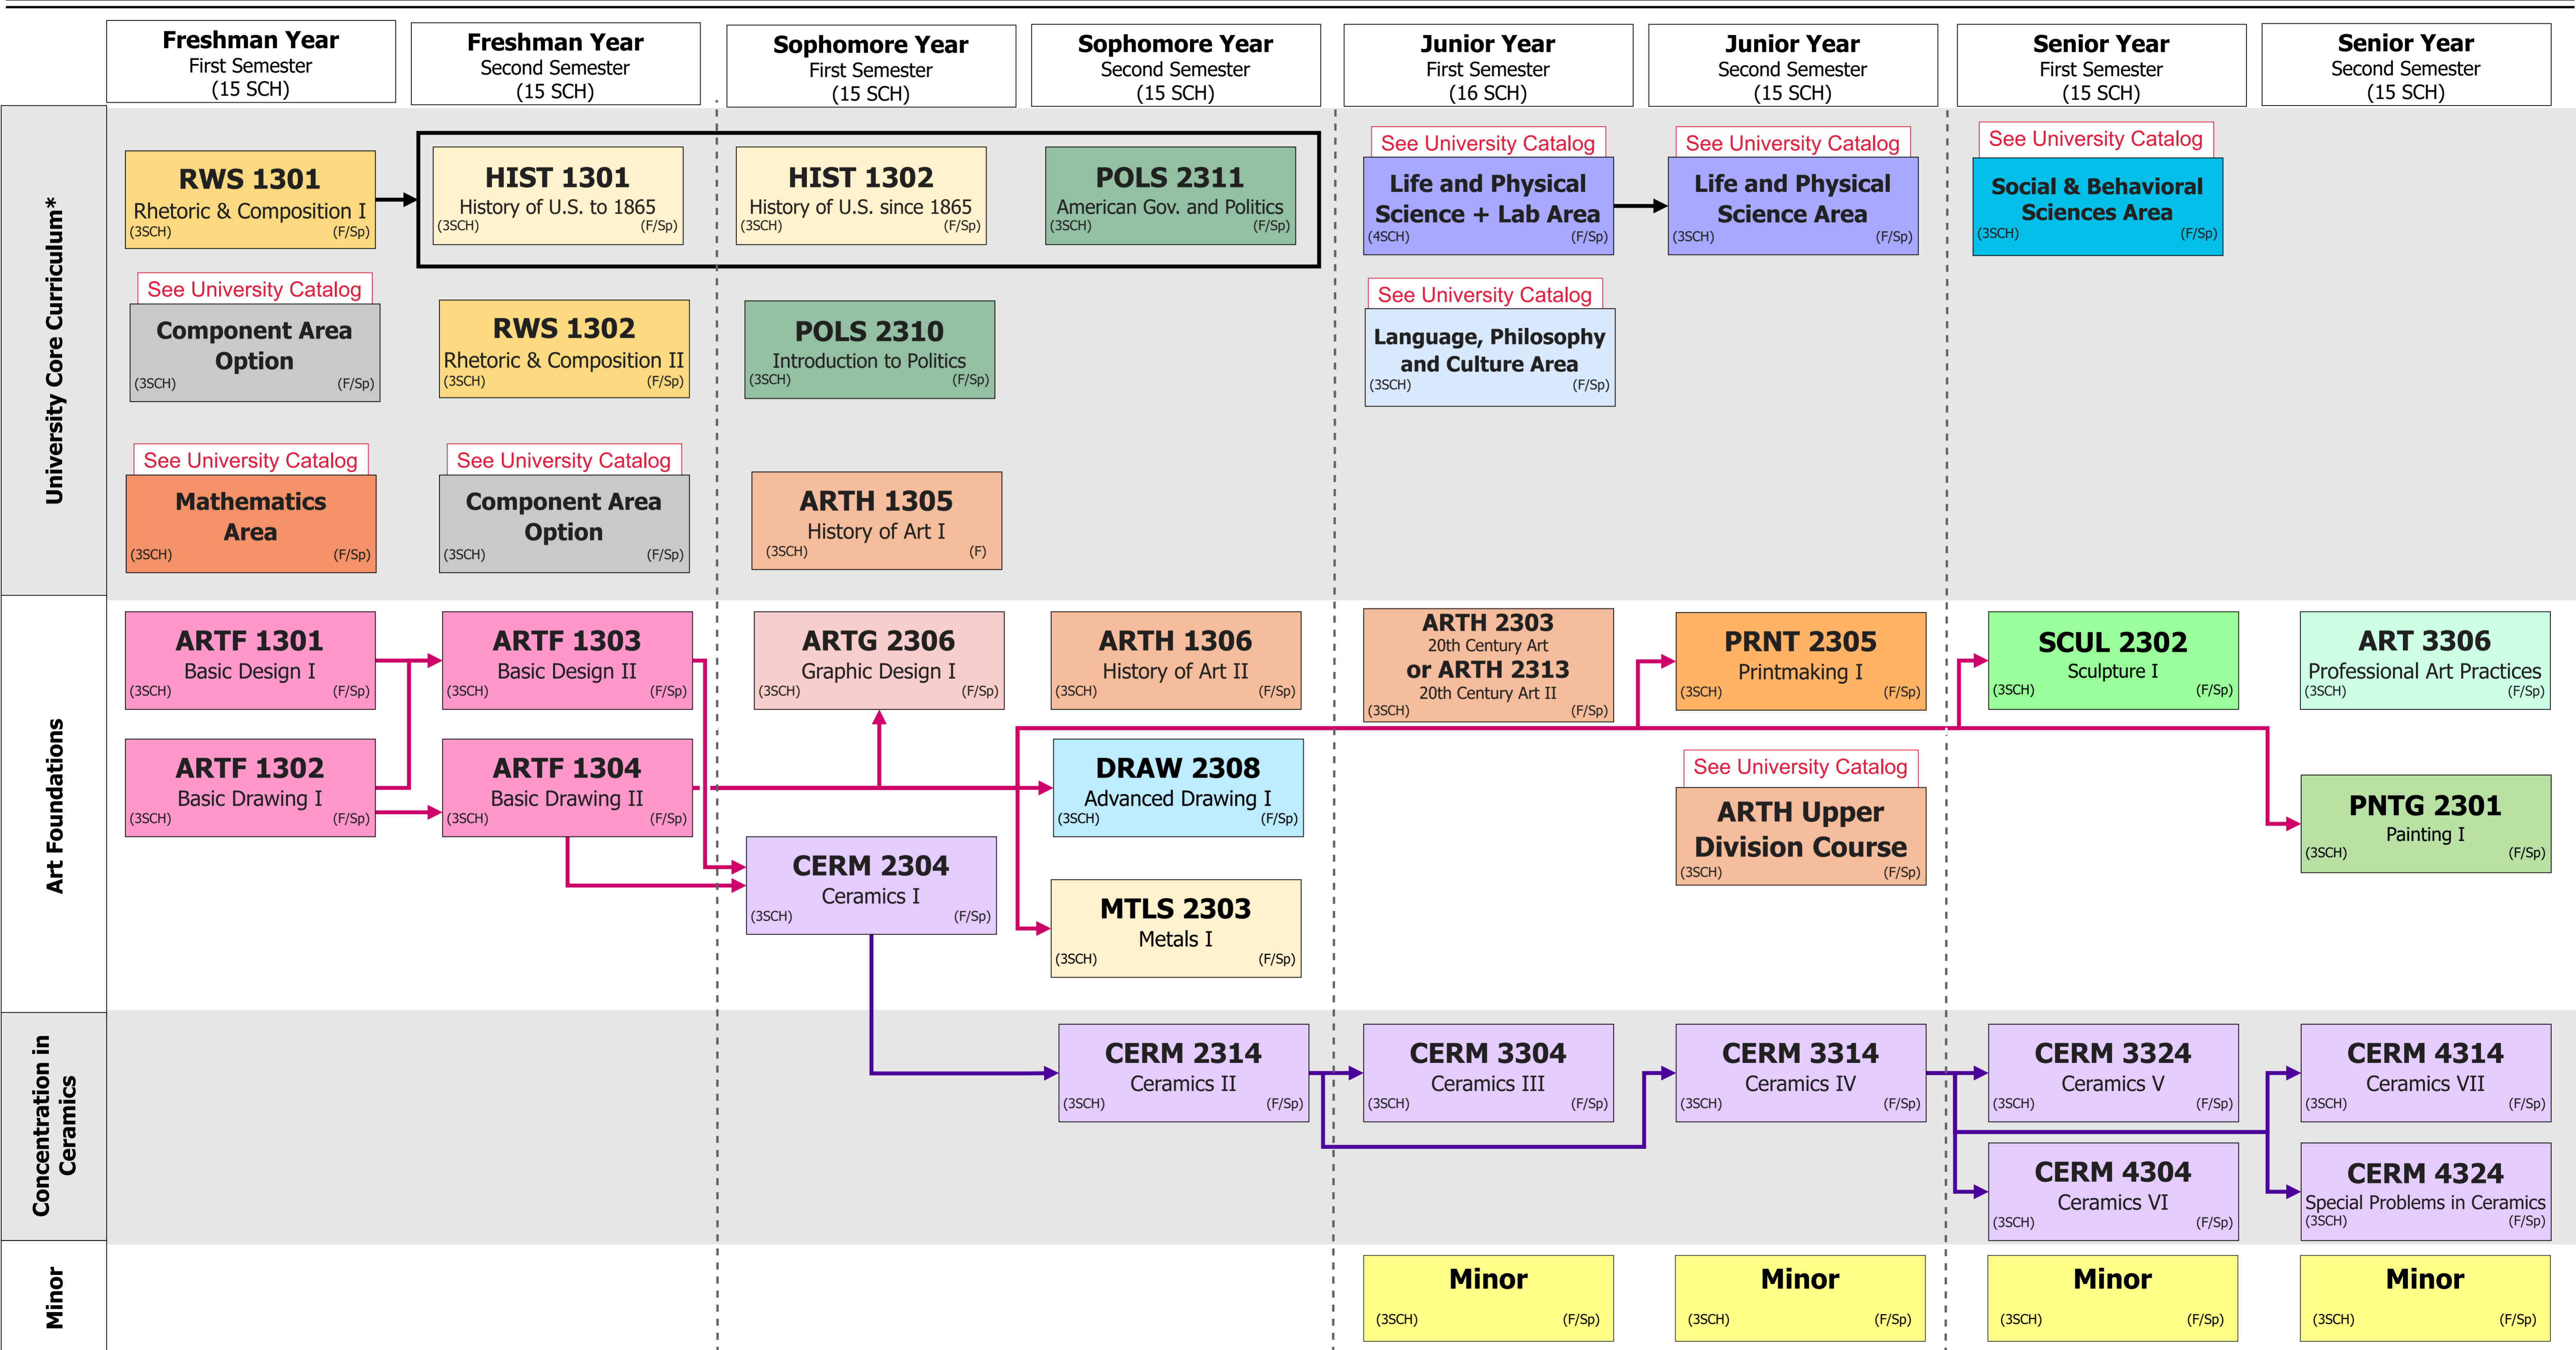 Freshman Year
First Semester
(15 SCH)
Freshman Year
Second Semester
(15 SCH)
Sophomore Year
First Semester
(15 SCH)
Sophomore Year
Second Semester
(15 SCH)
Junior Year
First Semester
(16 SCH)
Junior Year
Second Semester
(15 SCH)
Senior Year
First Semester
(15 SCH)
Senior Year
Second Semester
(15 SCH)
University Core Curriculum*
RWS 1301
Rhetoric & Composition I
(3SCH) (F/Sp)
HIST 1301
History of U.S. to 1865
(3SCH) (F/Sp)
HIST 1302
History of U.S. since 1865
(3SCH) (F/Sp)
POLS 2311
American Gov. and Politics
(3SCH) (F/Sp)
See University Catalog
Life and Physical
Science + Lab Area
(4SCH) (F/Sp)
See University Catalog
Life and Physical
Science Area
(3SCH) (F/Sp)
See University Catalog
Social & Behavioral
Sciences Area
(3SCH) (F/Sp)
See University Catalog
Component Area
Option
(3SCH) (F/Sp)
RWS 1302
Rhetoric & Composition II
(3SCH) (F/Sp)
POLS 2310
Introduction to Politics
(3SCH) (F/Sp)
See University Catalog
Language, Philosophy
and Culture Area
(3SCH) (F/Sp)
See University Catalog
Mathematics
Area
(3SCH) (F/Sp)
See University Catalog
Component Area
Option
(3SCH) (F/Sp)
ARTH 1305
History of Art I
(3SCH) (F)
Art Foundations
ARTF 1301
Basic Design I
(3SCH) (F/Sp)
ARTF 1303
Basic Design II
(3SCH) (F/Sp)
ARTG 2306
Graphic Design I
(3SCH) (F/Sp)
ARTH 1306
History of Art II
(3SCH) (F/Sp)
ARTH 2303
20th Century Art
or ARTH 2313
20th Century Art II
(3SCH) (F/Sp)
PRNT 2305
Printmaking I
(3SCH) (F/Sp)
SCUL 2302
Sculpture I
(3SCH) (F/Sp)
ART 3306
Professional Art Practices
(3SCH) (F/Sp)
ARTF 1302
Basic Drawing I
(3SCH) (F/Sp)
ARTF 1304
Basic Drawing II
(3SCH) (F/Sp)
DRAW 2308
Advanced Drawing I
(3SCH) (F/Sp)
See University Catalog
ARTH Upper
Division Course
(3SCH) (F/Sp)
PNTG 2301
Painting I
(3SCH) (F/Sp)
CERM 2304
Ceramics I
(3SCH) (F/Sp)
MTLS 2303
Metals I
(3SCH) (F/Sp)
Concentration in
Ceramics
CERM 2314
Ceramics II
(3SCH) (F/Sp)
CERM 3304
Ceramics III
(3SCH) (F/Sp)
CERM 3314
Ceramics IV
(3SCH) (F/Sp)
CERM 3324
Ceramics V
(3SCH) (F/Sp)
CERM 4314
Ceramics VII
(3SCH) (F/Sp)
CERM 4304
Ceramics VI
(3SCH) (F/Sp)
CERM 4324
Special Problems in Ceramics
(3SCH) (F/Sp)
Minor
Minor
(3SCH) (F/Sp)
Minor
(3SCH) (F/Sp)
Minor
(3SCH) (F/Sp)
Minor
(3SCH) (F/Sp)